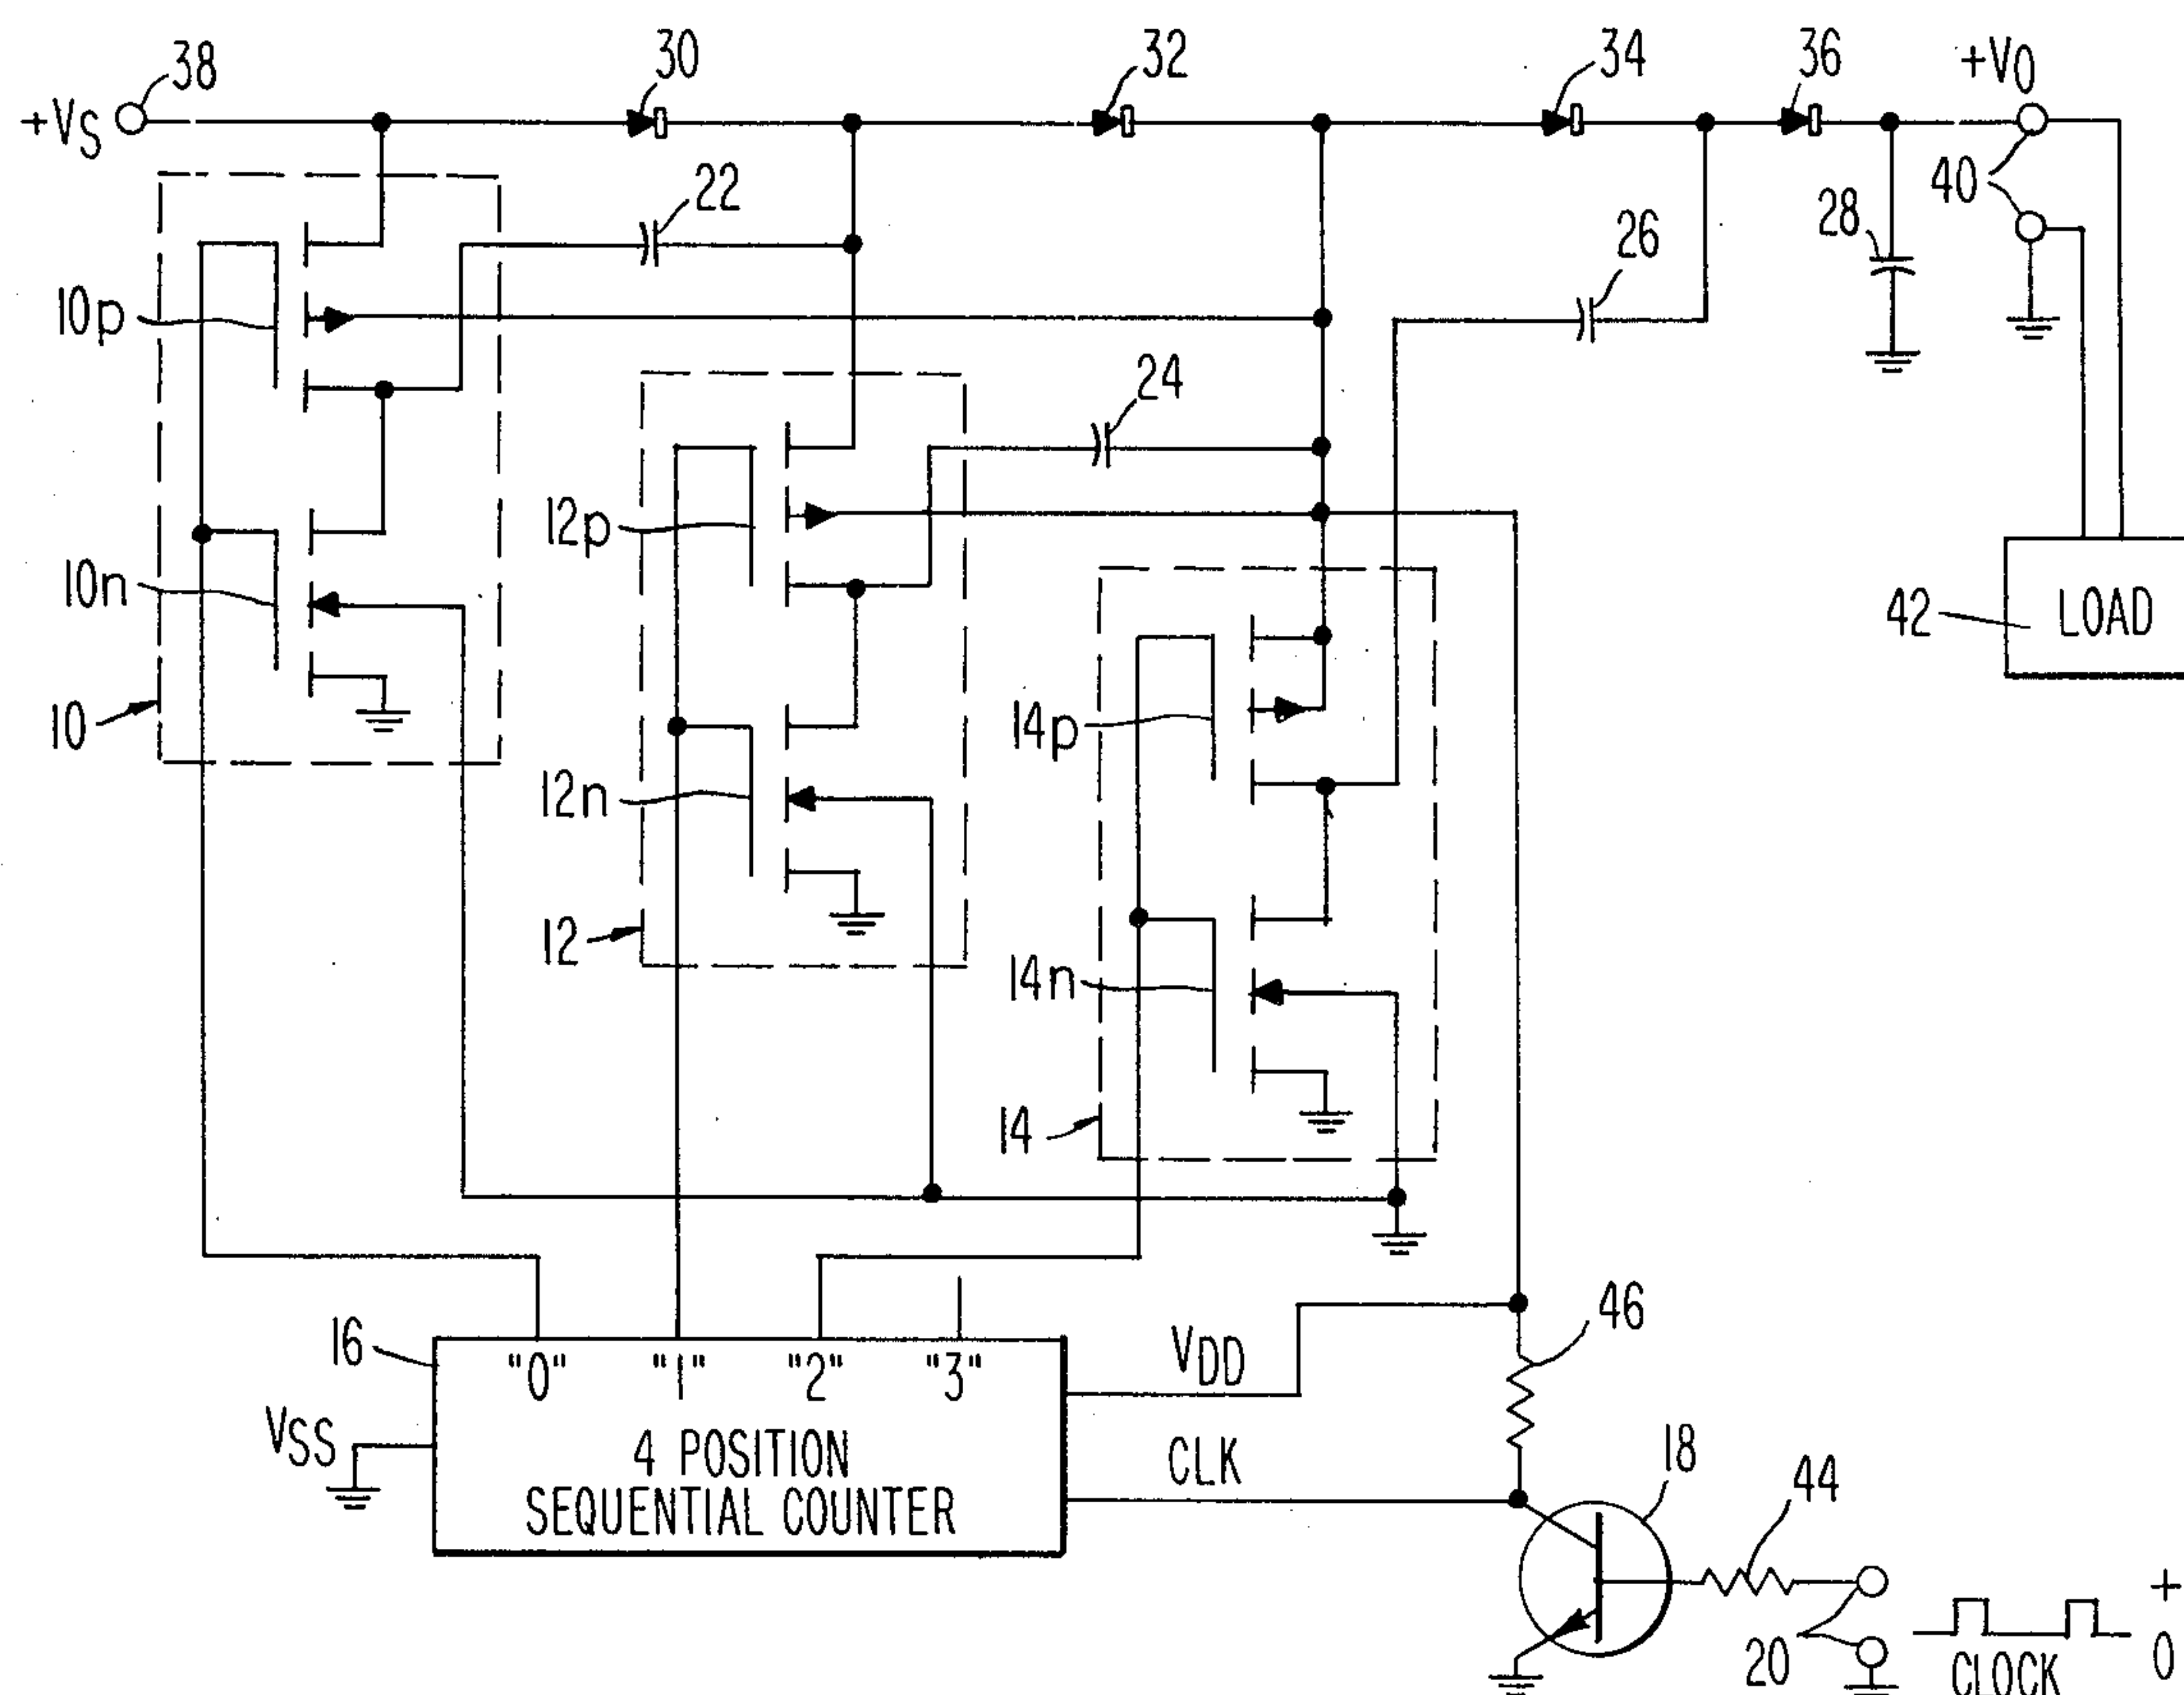 38
30
32
34
36
+VO
+VS
22
40
28
26
10p
24
12p
10n
42
LOAD
10
14p
12n
12
14n
14
46
16
"0" "1" "2" "3"
VDD
VSS
4 POSITION
SEQUENTIAL COUNTER
CLK
18
44
+
20
CLOCK
0